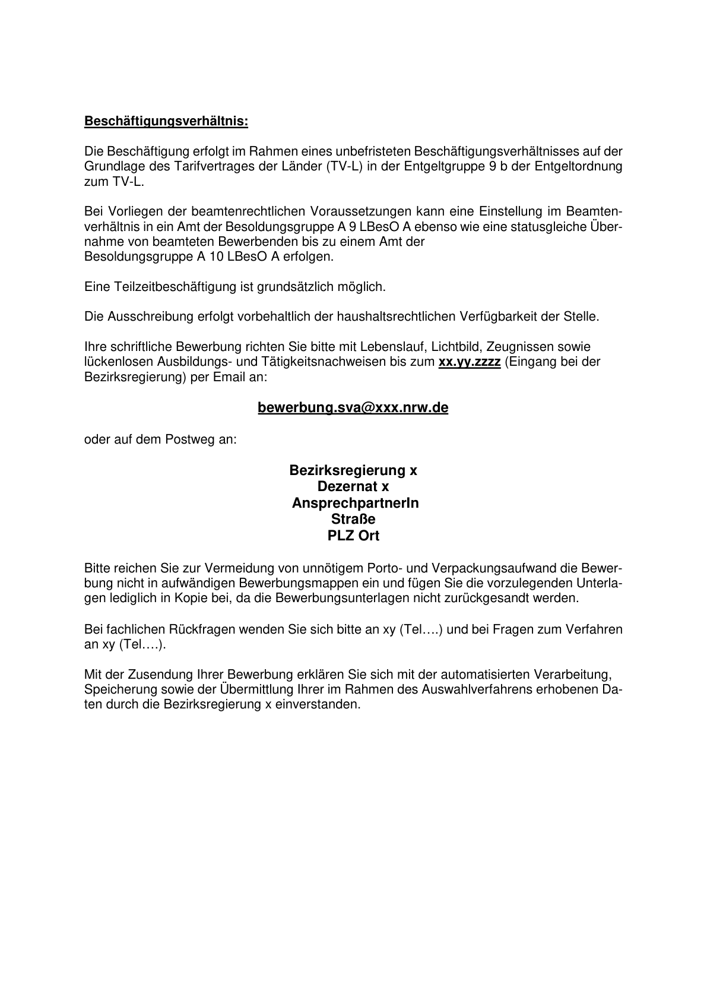 Beschäftigungsverhältnis:
Die Beschäftigung erfolgt im Rahmen eines unbefristeten Beschäftigungsverhältnisses auf der
Grundlage des Tarifvertrages der Länder (TV-L) in der Entgeltgruppe 9 b der Entgeltordnung
zum TV-L.
Bei Vorliegen der beamtenrechtlichen Voraussetzungen kann eine Einstellung im Beamten-
verhältnis in ein Amt der Besoldungsgruppe A 9 LBesO A ebenso wie eine statusgleiche Über-
nahme von beamteten Bewerbenden bis zu einem Amt der
Besoldungsgruppe A 10 LBesO A erfolgen.
Eine Teilzeitbeschäftigung ist grundsätzlich möglich.
Die Ausschreibung erfolgt vorbehaltlich der haushaltsrechtlichen Verfügbarkeit der Stelle.
Ihre schriftliche Bewerbung richten Sie bitte mit Lebenslauf, Lichtbild, Zeugnissen sowie
lückenlosen Ausbildungs- und Tätigkeitsnachweisen bis zum xx.yy.zzzz (Eingang bei der
Bezirksregierung) per Email an:
bewerbung.sva@xxx.nrw.de
oder auf dem Postweg an:
Bezirksregierung x
Dezernat x
AnsprechpartnerIn
Straße
PLZ Ort
Bitte reichen Sie zur Vermeidung von unnötigem Porto- und Verpackungsaufwand die Bewer-
bung nicht in aufwändigen Bewerbungsmappen ein und fügen Sie die vorzulegenden Unterla-
gen lediglich in Kopie bei, da die Bewerbungsunterlagen nicht zurückgesandt werden.
Bei fachlichen Rückfragen wenden Sie sich bitte an xy (Tel….) und bei Fragen zum Verfahren
an xy (Tel….).
Mit der Zusendung Ihrer Bewerbung erklären Sie sich mit der automatisierten Verarbeitung,
Speicherung sowie der Übermittlung Ihrer im Rahmen des Auswahlverfahrens erhobenen Da-
ten durch die Bezirksregierung x einverstanden.